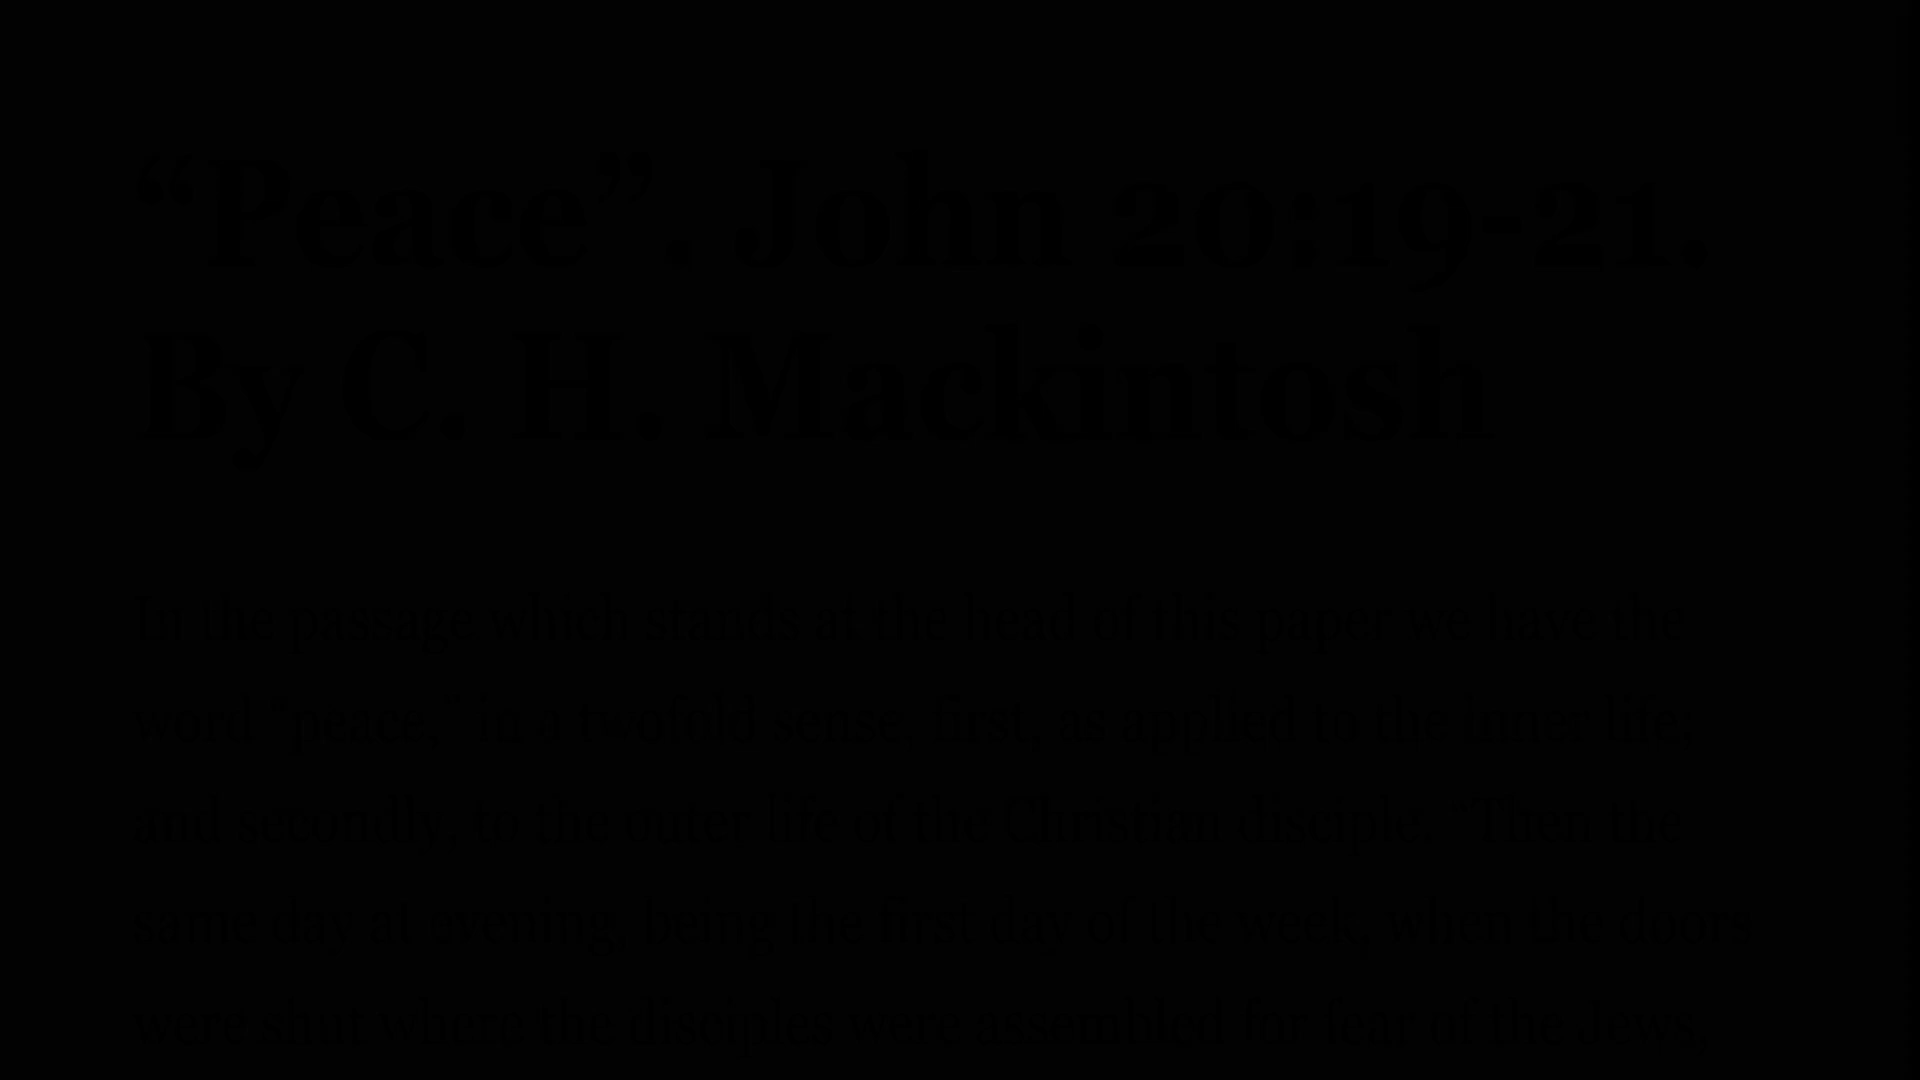 “Peace”. John 20:19-21.
By C. H. Mackintosh
In the passage which stands at the head of this paper we have the
word "peace," in a twofold sense, first, as applied to the inner life;
and secondly, to the outer life of the Christian disciple. “Then the
same day at evening, being the first day of the week, when the doors
were shut where the disciples were assembled for fear of the Jews,